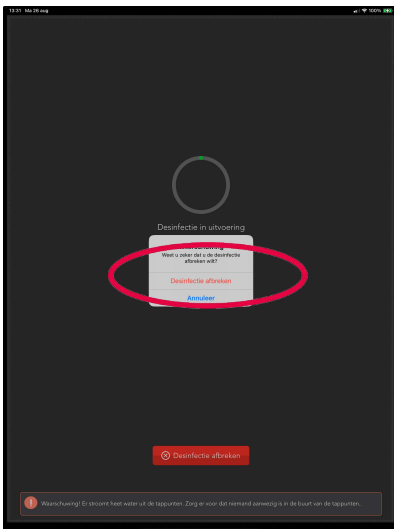 13:31 Ma 26 aug
100%
Desinfectie in uitvoering
Weet u zeker dat u de desinfectie
afbreken wilt?
Desinfectie afbreken
Annuleer
Desinfectie afbreken
Waarschuwing! Er stroomt heet water uit de tappunten. Zorg ervoor dat niemand aanwezig is in de buurt van de tappunten.